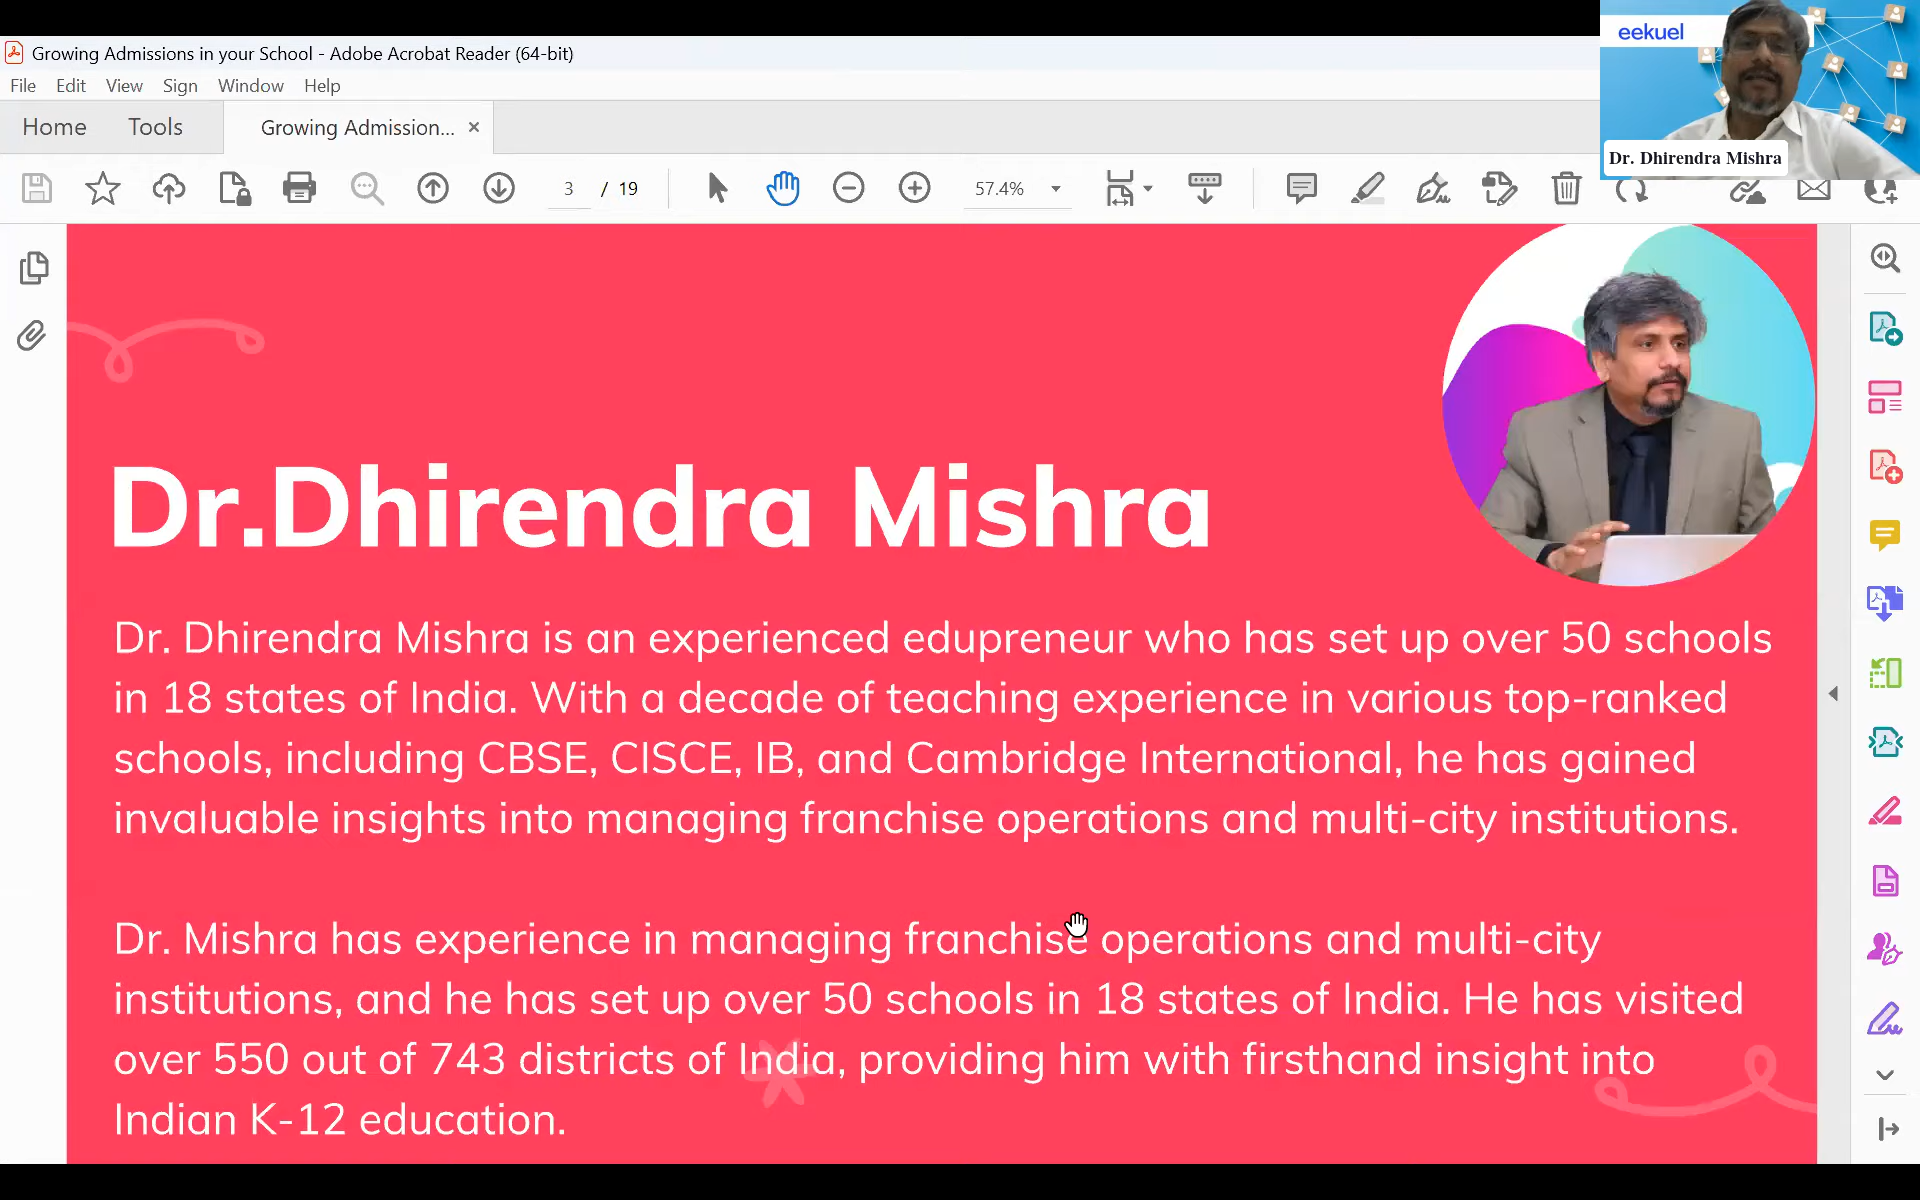 Growing Admissions in your School - Adobe Acrobat Reader (64-bit)
eekuel
File Edit View Sign Window Help
Home Tools Growing Admission... ×
Dr. Dhirendra Mishra
3 / 19 57.4%
Dr.Dhirendra Mishra
Dr. Dhirendra Mishra is an experienced edupreneur who has set up over 50 schools
in 18 states of India. With a decade of teaching experience in various top-ranked
schools, including CBSE, CISCE, IB, and Cambridge International, he has gained
invaluable insights into managing franchise operations and multi-city institutions.
Dr. Mishra has experience in managing franchise operations and multi-city
institutions, and he has set up over 50 schools in 18 states of India. He has visited
over 550 out of 743 districts of India, providing him with firsthand insight into
Indian K-12 education.